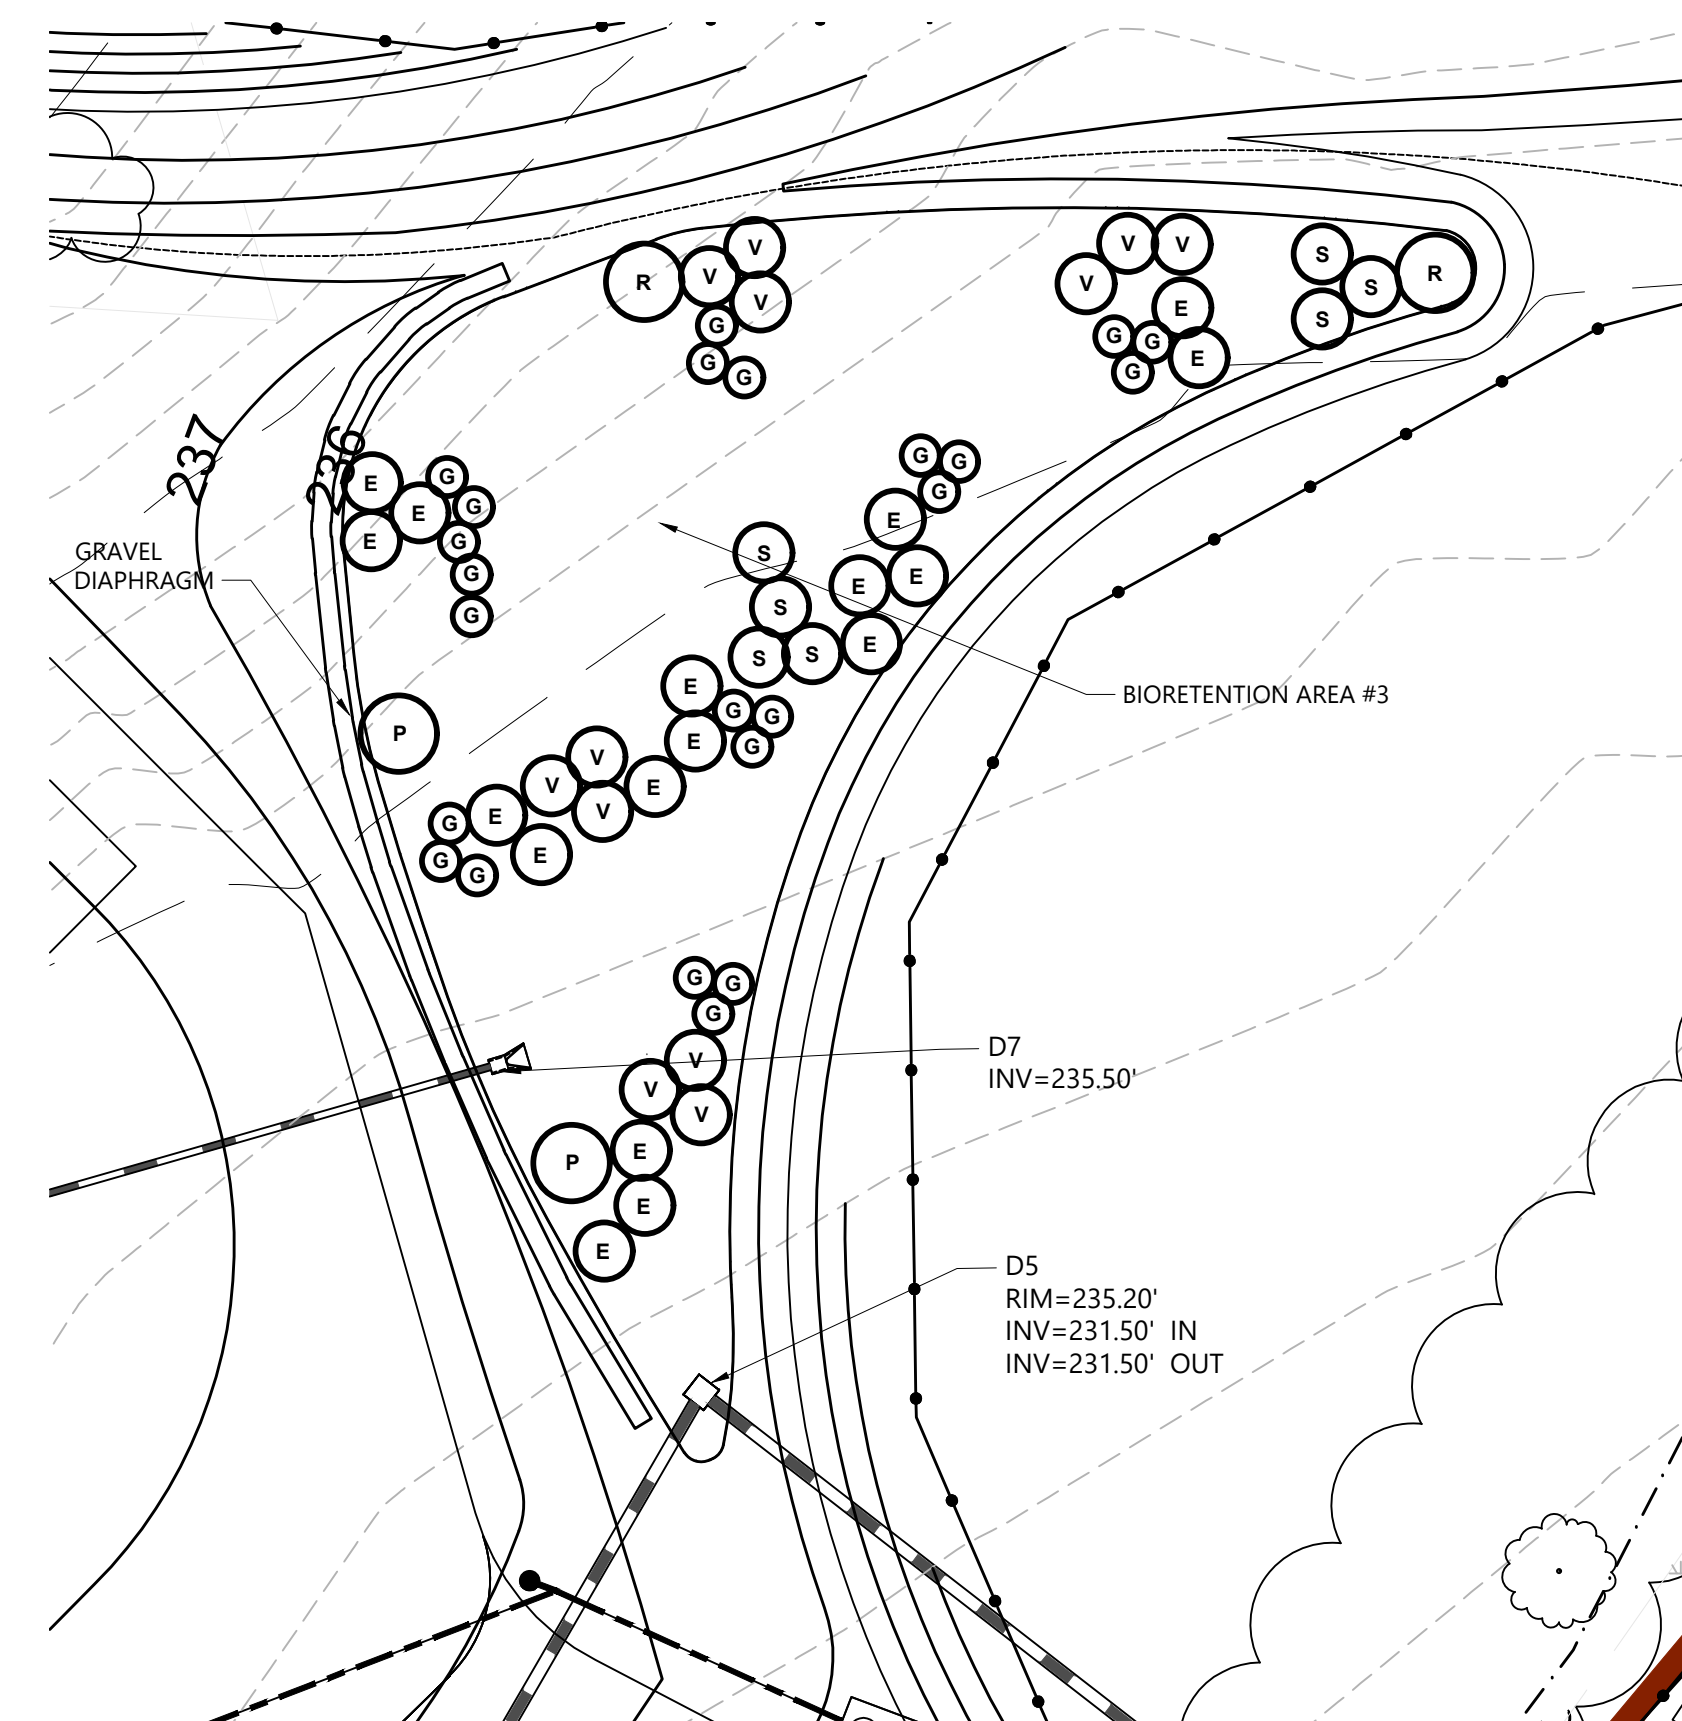 V
V
V
V
V
S
R
R
V
V
S
S
V
E
G
S
G
G
G
E
G
G
G
237
236
G
G
E
G
G
E
G
E
E
G
GRAVEL
DIAPHRAGM
S
G
E
E
S
G
E
S
S
E
E
BIORETENTION AREA #3
G
G
P
E
G
V
V
E
E
V
G
E
G
G
G
E
G
G
G
D7
INV=235.50'
V
V
V
E
P
E
E
D5
RIM=235.20'
INV=231.50' IN
INV=231.50' OUT